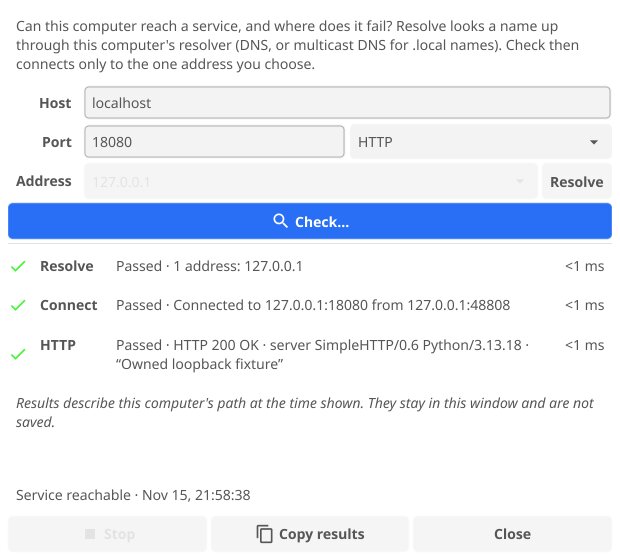 Can this computer reach a service, and where does it fail? Resolve looks a name up
through this computer's resolver (DNS, or multicast DNS for .local names). Check then
connects only to the one address you choose.
Host localhost
Port 18080 HTTP
Address 127.0.0.1 Resolve
Check...
Resolve Passed · 1 address: 127.0.0.1 <1 ms
Connect Passed · Connected to 127.0.0.1:18080 from 127.0.0.1:48808 <1 ms
HTTP Passed · HTTP 200 OK · server SimpleHTTP/0.6 Python/3.13.18 · <1 ms
“Owned loopback fixture”
Results describe this computer's path at the time shown. They stay in this window and are not
saved.
Service reachable · Nov 15, 21:58:38
Stop Copy results Close